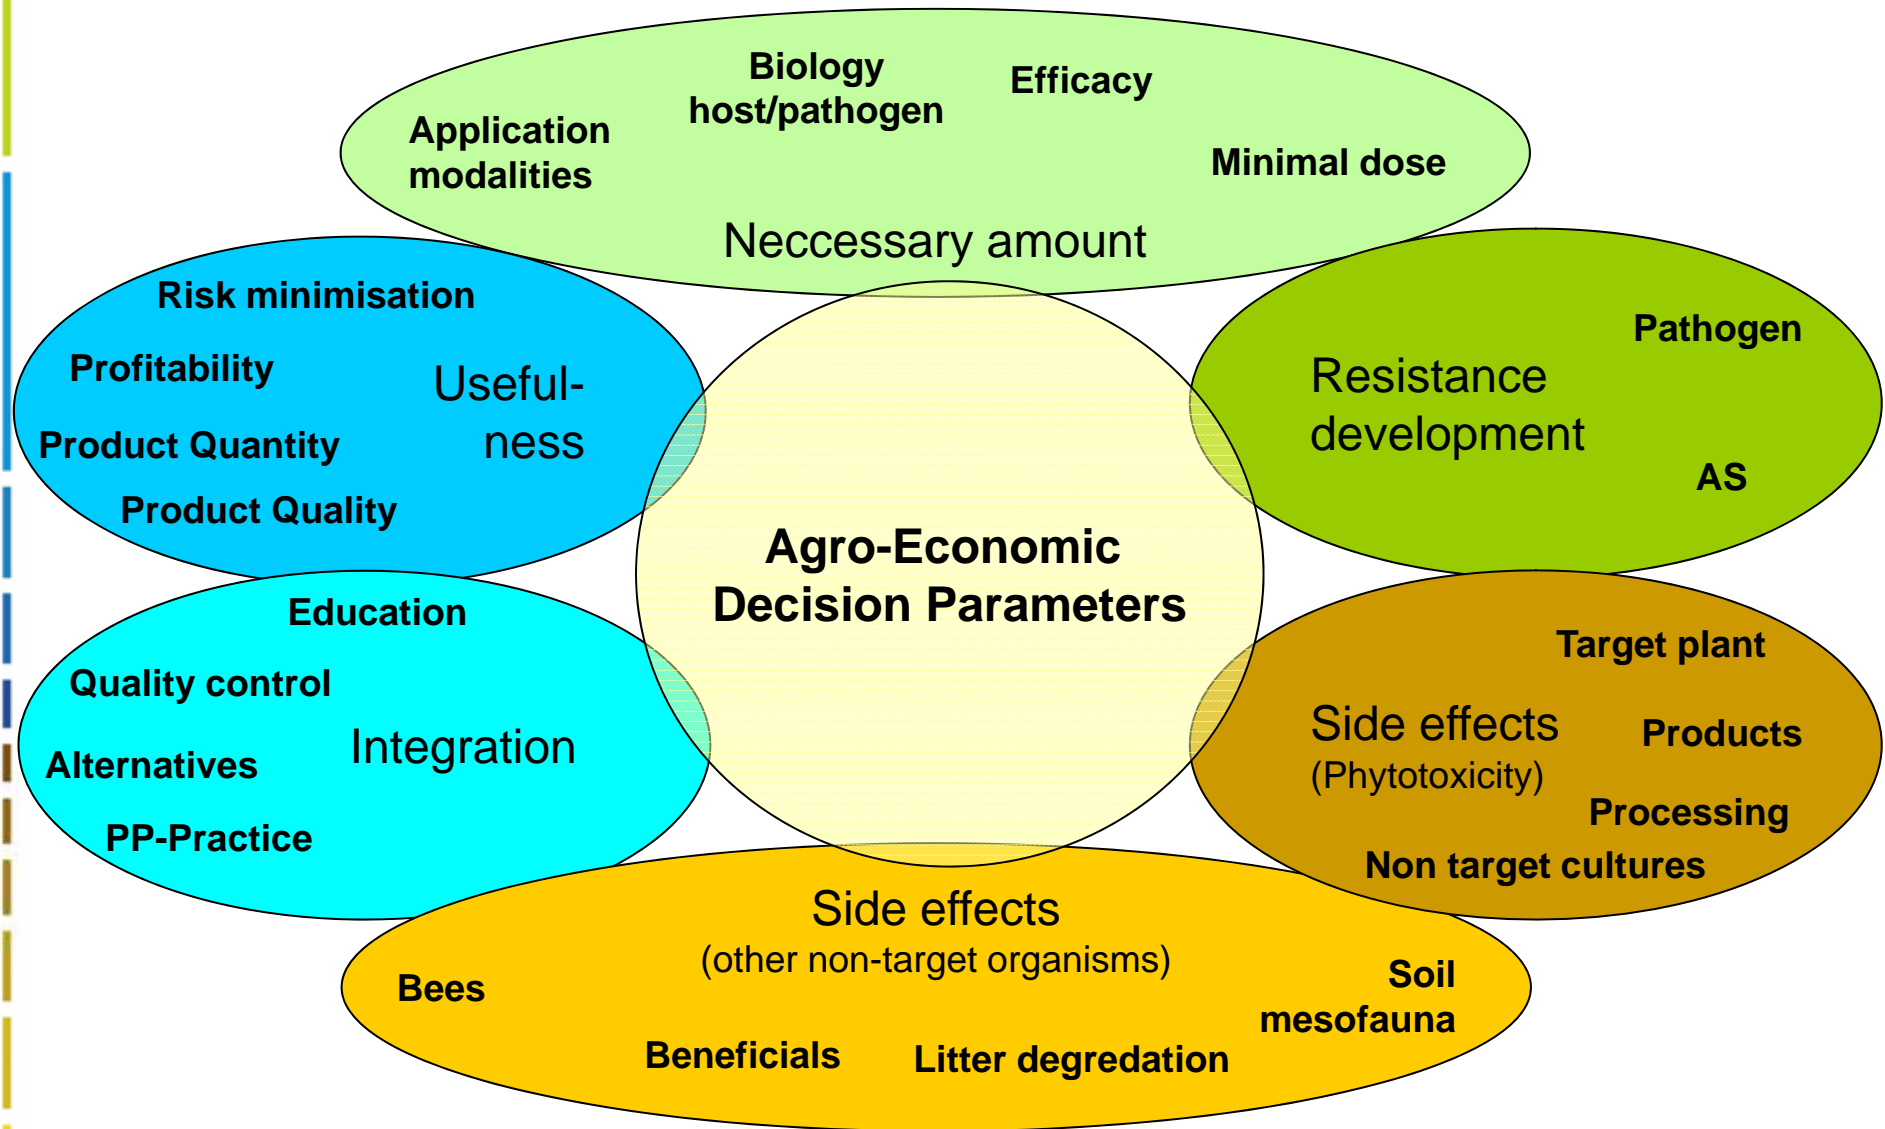 Biology
host/pathogen
Efficacy
Application
modalities
Minimal dose
Neccessary amount
Risk minimisation
Profitability
Useful-
ness
Product Quantity
Product Quality
Pathogen
Resistance
development
AS
Agro-Economic
Decision Parameters
Education
Quality control
Integration
Alternatives
PP-Practice
Target plant
Side effects
(Phytotoxicity)
Products
Processing
Non target cultures
Side effects
(other non-target organisms)
Bees
Soil
mesofauna
Beneficials
Litter degredation